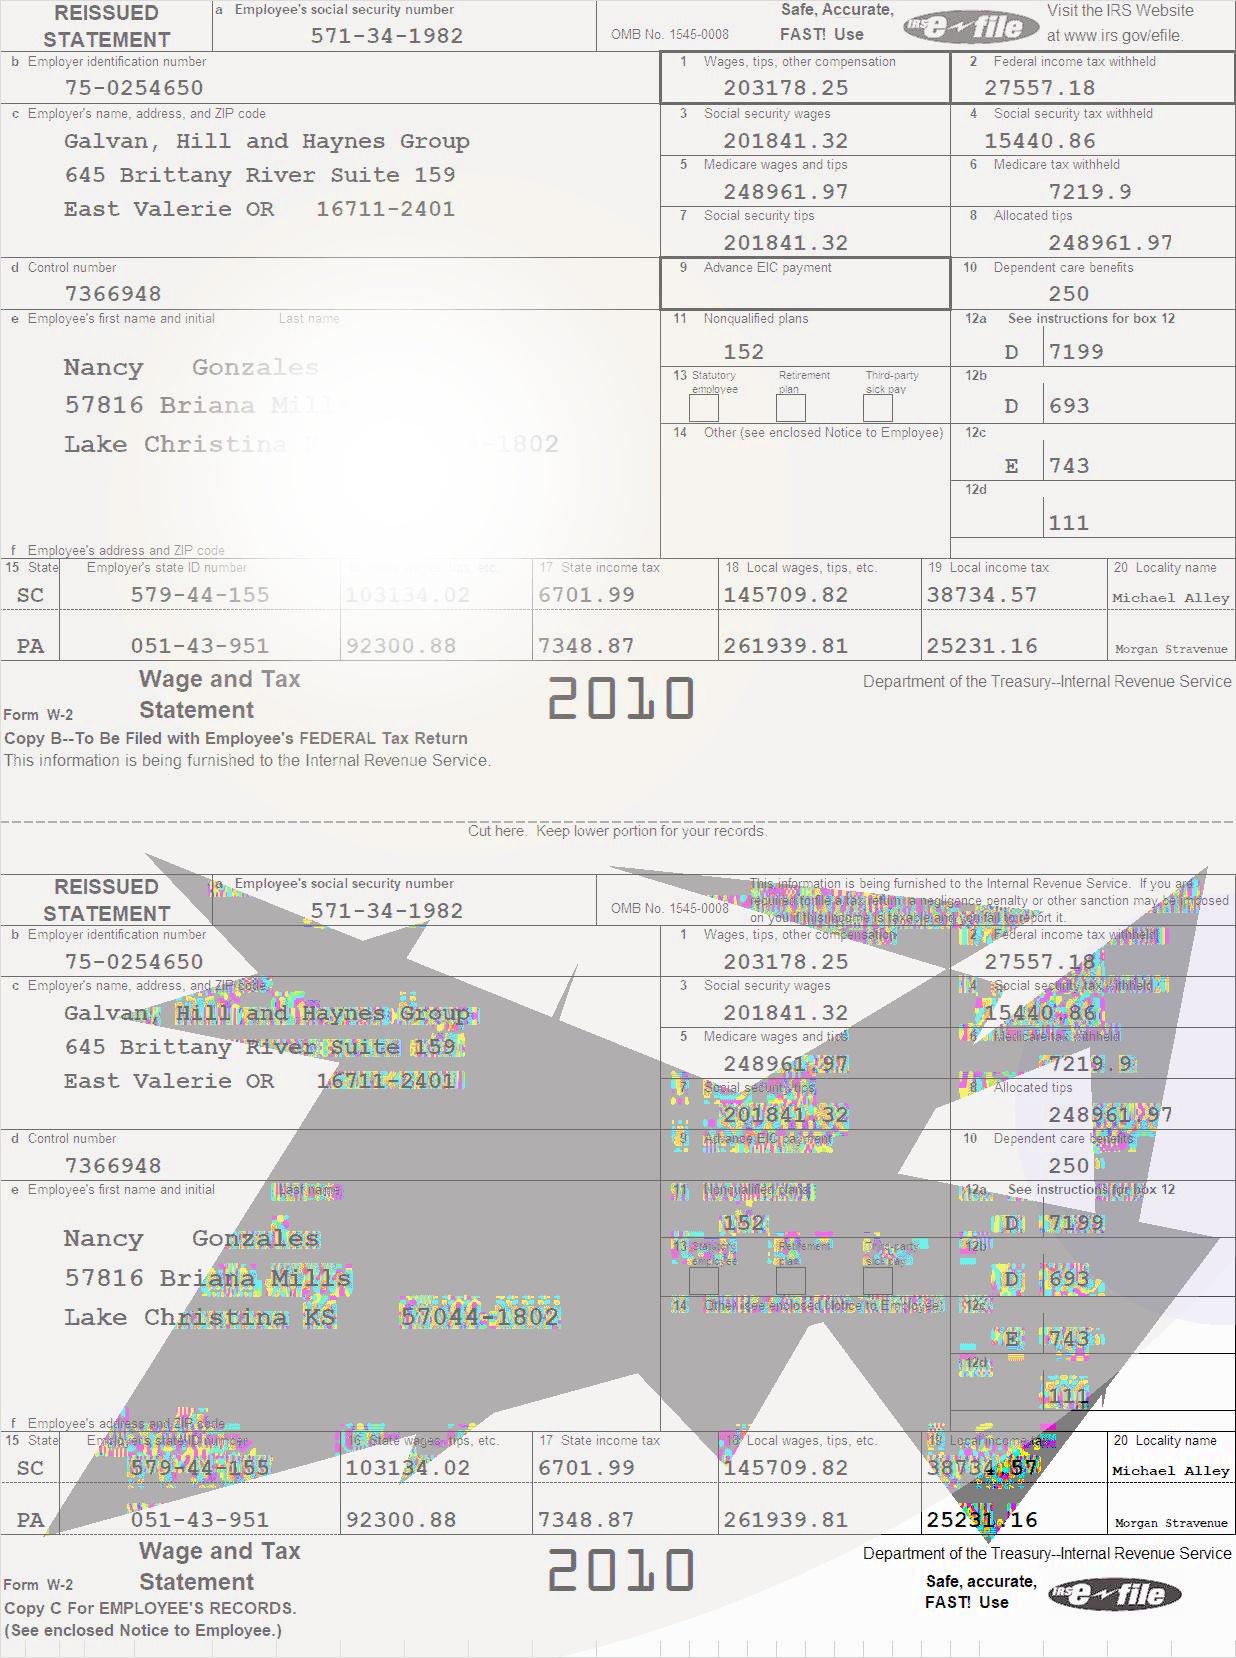 REISSUED STATEMENT
a Employee's social security number
571-34-1982
OMB No. 1545-0008
Safe, Accurate, FAST! Use
IRS e-file
Visit the IRS Website at www.irs.gov/efile.
b Employer identification number
75-0254650
1 Wages, tips, other compensation
203178.25
2 Federal income tax withheld
27557.18
c Employer's name, address, and ZIP code
Galvan, Hill and Haynes Group
645 Brittany River Suite 159
East Valerie OR 16711-2401
3 Social security wages
201841.32
4 Social security tax withheld
15440.86
5 Medicare wages and tips
248961.97
6 Medicare tax withheld
7219.9
7 Social security tips
201841.32
8 Allocated tips
248961.97
d Control number
7366948
9 Advance EIC payment
10 Dependent care benefits
250
e Employee's first name and initial Last name
Nancy Gonzales
57816 Briana Mills
Lake Christina -1802
11 Nonqualified plans
152
12a See instructions for box 12
D 7199
13 Statutory employee Retirement plan Third-party sick pay
12b
D 693
14 Other (see enclosed Notice to Employee)
12c
E 743
12d
111
f Employee's address and ZIP code
15 State Employer's state ID number 17 State income tax 18 Local wages, tips, etc. 19 Local income tax 20 Locality name
SC 579-44-155 103134.02 6701.99 145709.82 38734.57 Michael Alley
PA 051-43-951 92300.88 7348.87 261939.81 25231.16 Morgan Stravenue
Form W-2 Wage and Tax Statement
2010
Department of the Treasury--Internal Revenue Service
Copy B--To Be Filed with Employee's FEDERAL Tax Return
This information is being furnished to the Internal Revenue Service.
Cut here. Keep lower portion for your records.
REISSUED STATEMENT
a Employee's social security number
571-34-1982
OMB No. 1545-0008
This information is being furnished to the Internal Revenue Service. If you are
required to file a tax return, a negligence penalty or other sanction may be imposed
on you if this income is taxable and you fail to report it.
b Employer identification number
75-0254650
1 Wages, tips, other compensation
203178.25
2 Federal income tax withheld
27557.18
c Employer's name, address, and ZIP code
Galvan, Hill and Haynes Group
645 Brittany River Suite 159
East Valerie OR 16711-2401
3 Social security wages
201841.32
4 Social security tax withheld
15440.86
5 Medicare wages and tips
248961.97
6 Medicare tax withheld
7219.9
7 Social security tips
201841.32
8 Allocated tips
248961.97
d Control number
7366948
9 Advance EIC payment
10 Dependent care benefits
250
e Employee's first name and initial Last name
Nancy Gonzales
57816 Briana Mills
Lake Christina KS 57044-1802
11 Nonqualified plans
152
12a See instructions for box 12
D 7199
13 Statutory employee Retirement plan Third-party sick pay
12b
D 693
14 Other (see enclosed Notice to Employee)
12c
E 743
12d
111
f Employee's address and ZIP code
15 State Employer's state ID number 16 State wages, tips, etc. 17 State income tax 18 Local wages, tips, etc. 19 Local income tax 20 Locality name
SC 579-44-155 103134.02 6701.99 145709.82 38734.57 Michael Alley
PA 051-43-951 92300.88 7348.87 261939.81 25231.16 Morgan Stravenue
Form W-2 Wage and Tax Statement
2010
Department of the Treasury--Internal Revenue Service
Safe, accurate, FAST! Use
IRS e-file
Copy C For EMPLOYEE'S RECORDS.
(See enclosed Notice to Employee.)